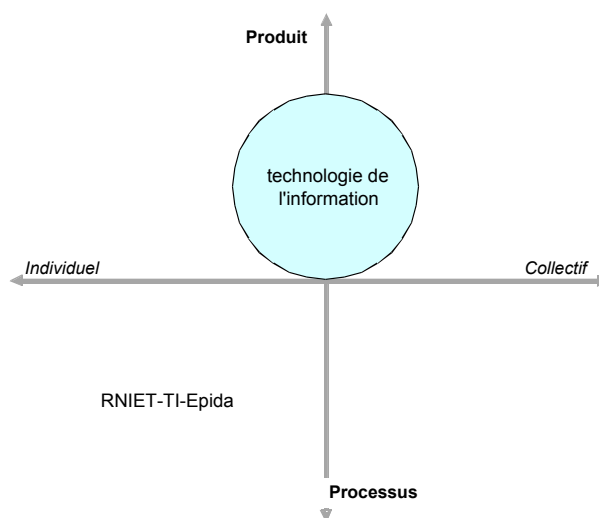 Produit
technologie de
l'information
Individuel
Collectif
RNIET-TI-Epida
Processus